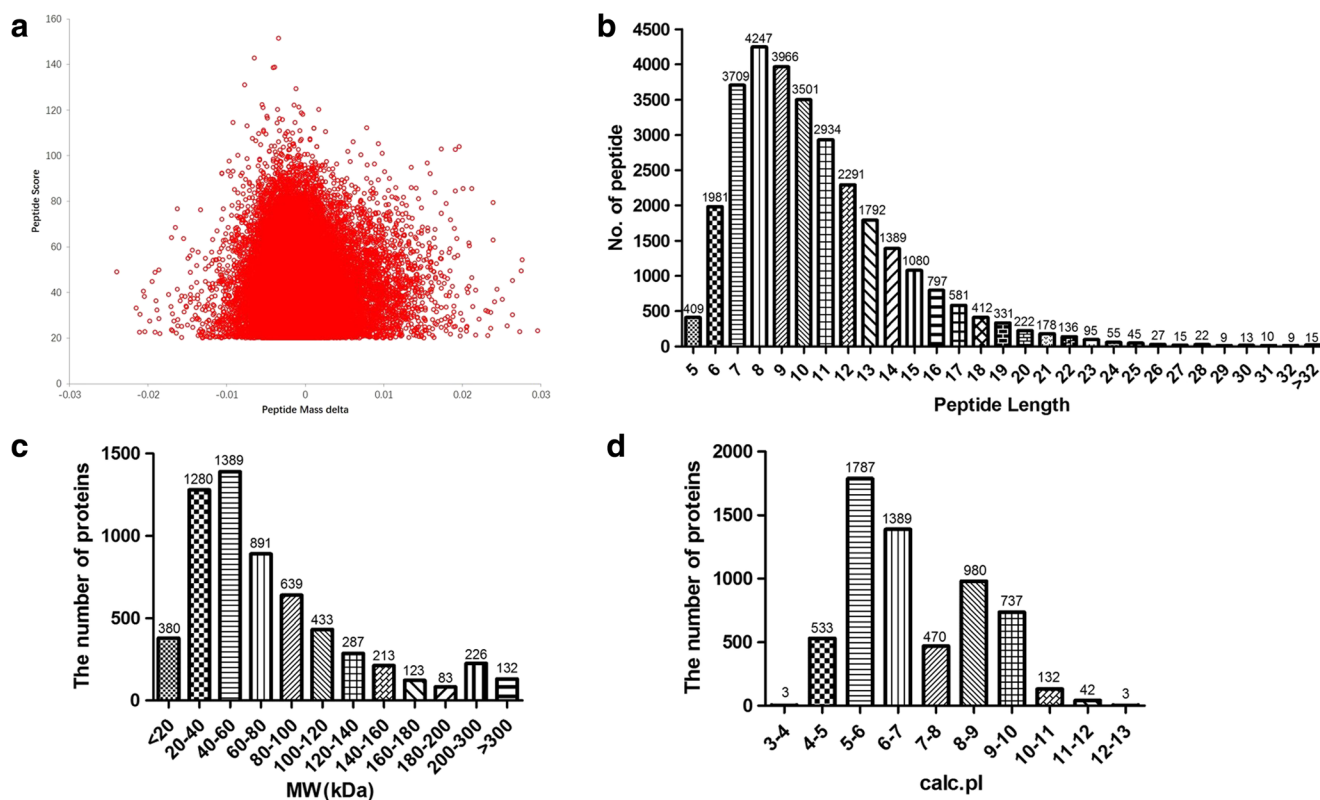 a
160
140
120
100
80
60
40
20
0
Peptide Score
-0.03 -0.02 -0.01 0 0.01 0.02 0.03
Peptide Mass delta
b
4500
4000
3500
3000
2500
2000
1500
1000
500
0
No. of peptide
409 1981 3709 4247 3966 3501 2934 2291 1792 1389 1080 797 581 412 331 222 178 136 95 55 45 27 15 22 9 13 10 9 15
5 6 7 8 9 10 11 12 13 14 15 16 17 18 19 20 21 22 23 24 25 26 27 28 29 30 31 32 >32
Peptide Length
c
1500
1000
500
0
The number of proteins
380 1280 1389 891 639 433 287 213 123 83 226 132
<20 20-40 40-60 60-80 80-100 100-120 120-140 140-160 160-180 180-200 200-300 >300
MW(kDa)
d
2000
1500
1000
500
0
The number of proteins
3 533 1787 1389 470 980 737 132 42 3
3-4 4-5 5-6 6-7 7-8 8-9 9-10 10-11 11-12 12-13
calc.pl